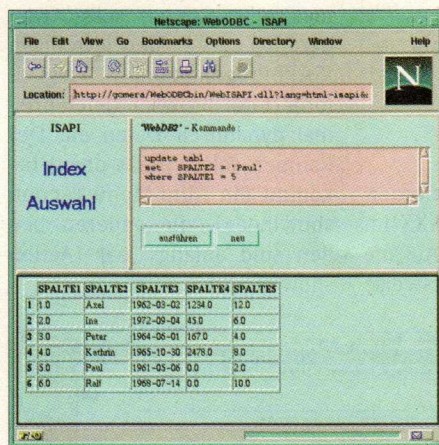 Netscape: WebODBC - ISAPI
File Edit View Go Bookmarks Options Directory Window Help
N
Location: http://gomera/WebODBCbin/WebISAPI.dll?lang=html-isapi&
ISAPI
Index
Auswahl
"WebDB2" - Kommando:
update tab1
set SPALTE2 = 'Paul'
where SPALTE1 = 5
ausführen neu
SPALTE1 SPALTE2 SPALTE3 SPALTE4 SPALTE5
1 1.0 Axel 1962-03-02 1234.0 12.0
2 2.0 Ina 1972-09-04 45.0 6.0
3 3.0 Peter 1964-06-01 167.0 4.0
4 4.0 Kathrin 1965-10-30 2478.0 8.0
5 5.0 Paul 1961-05-06 0.0 2.0
6 6.0 Ralf 1968-07-14 0.0 10.0